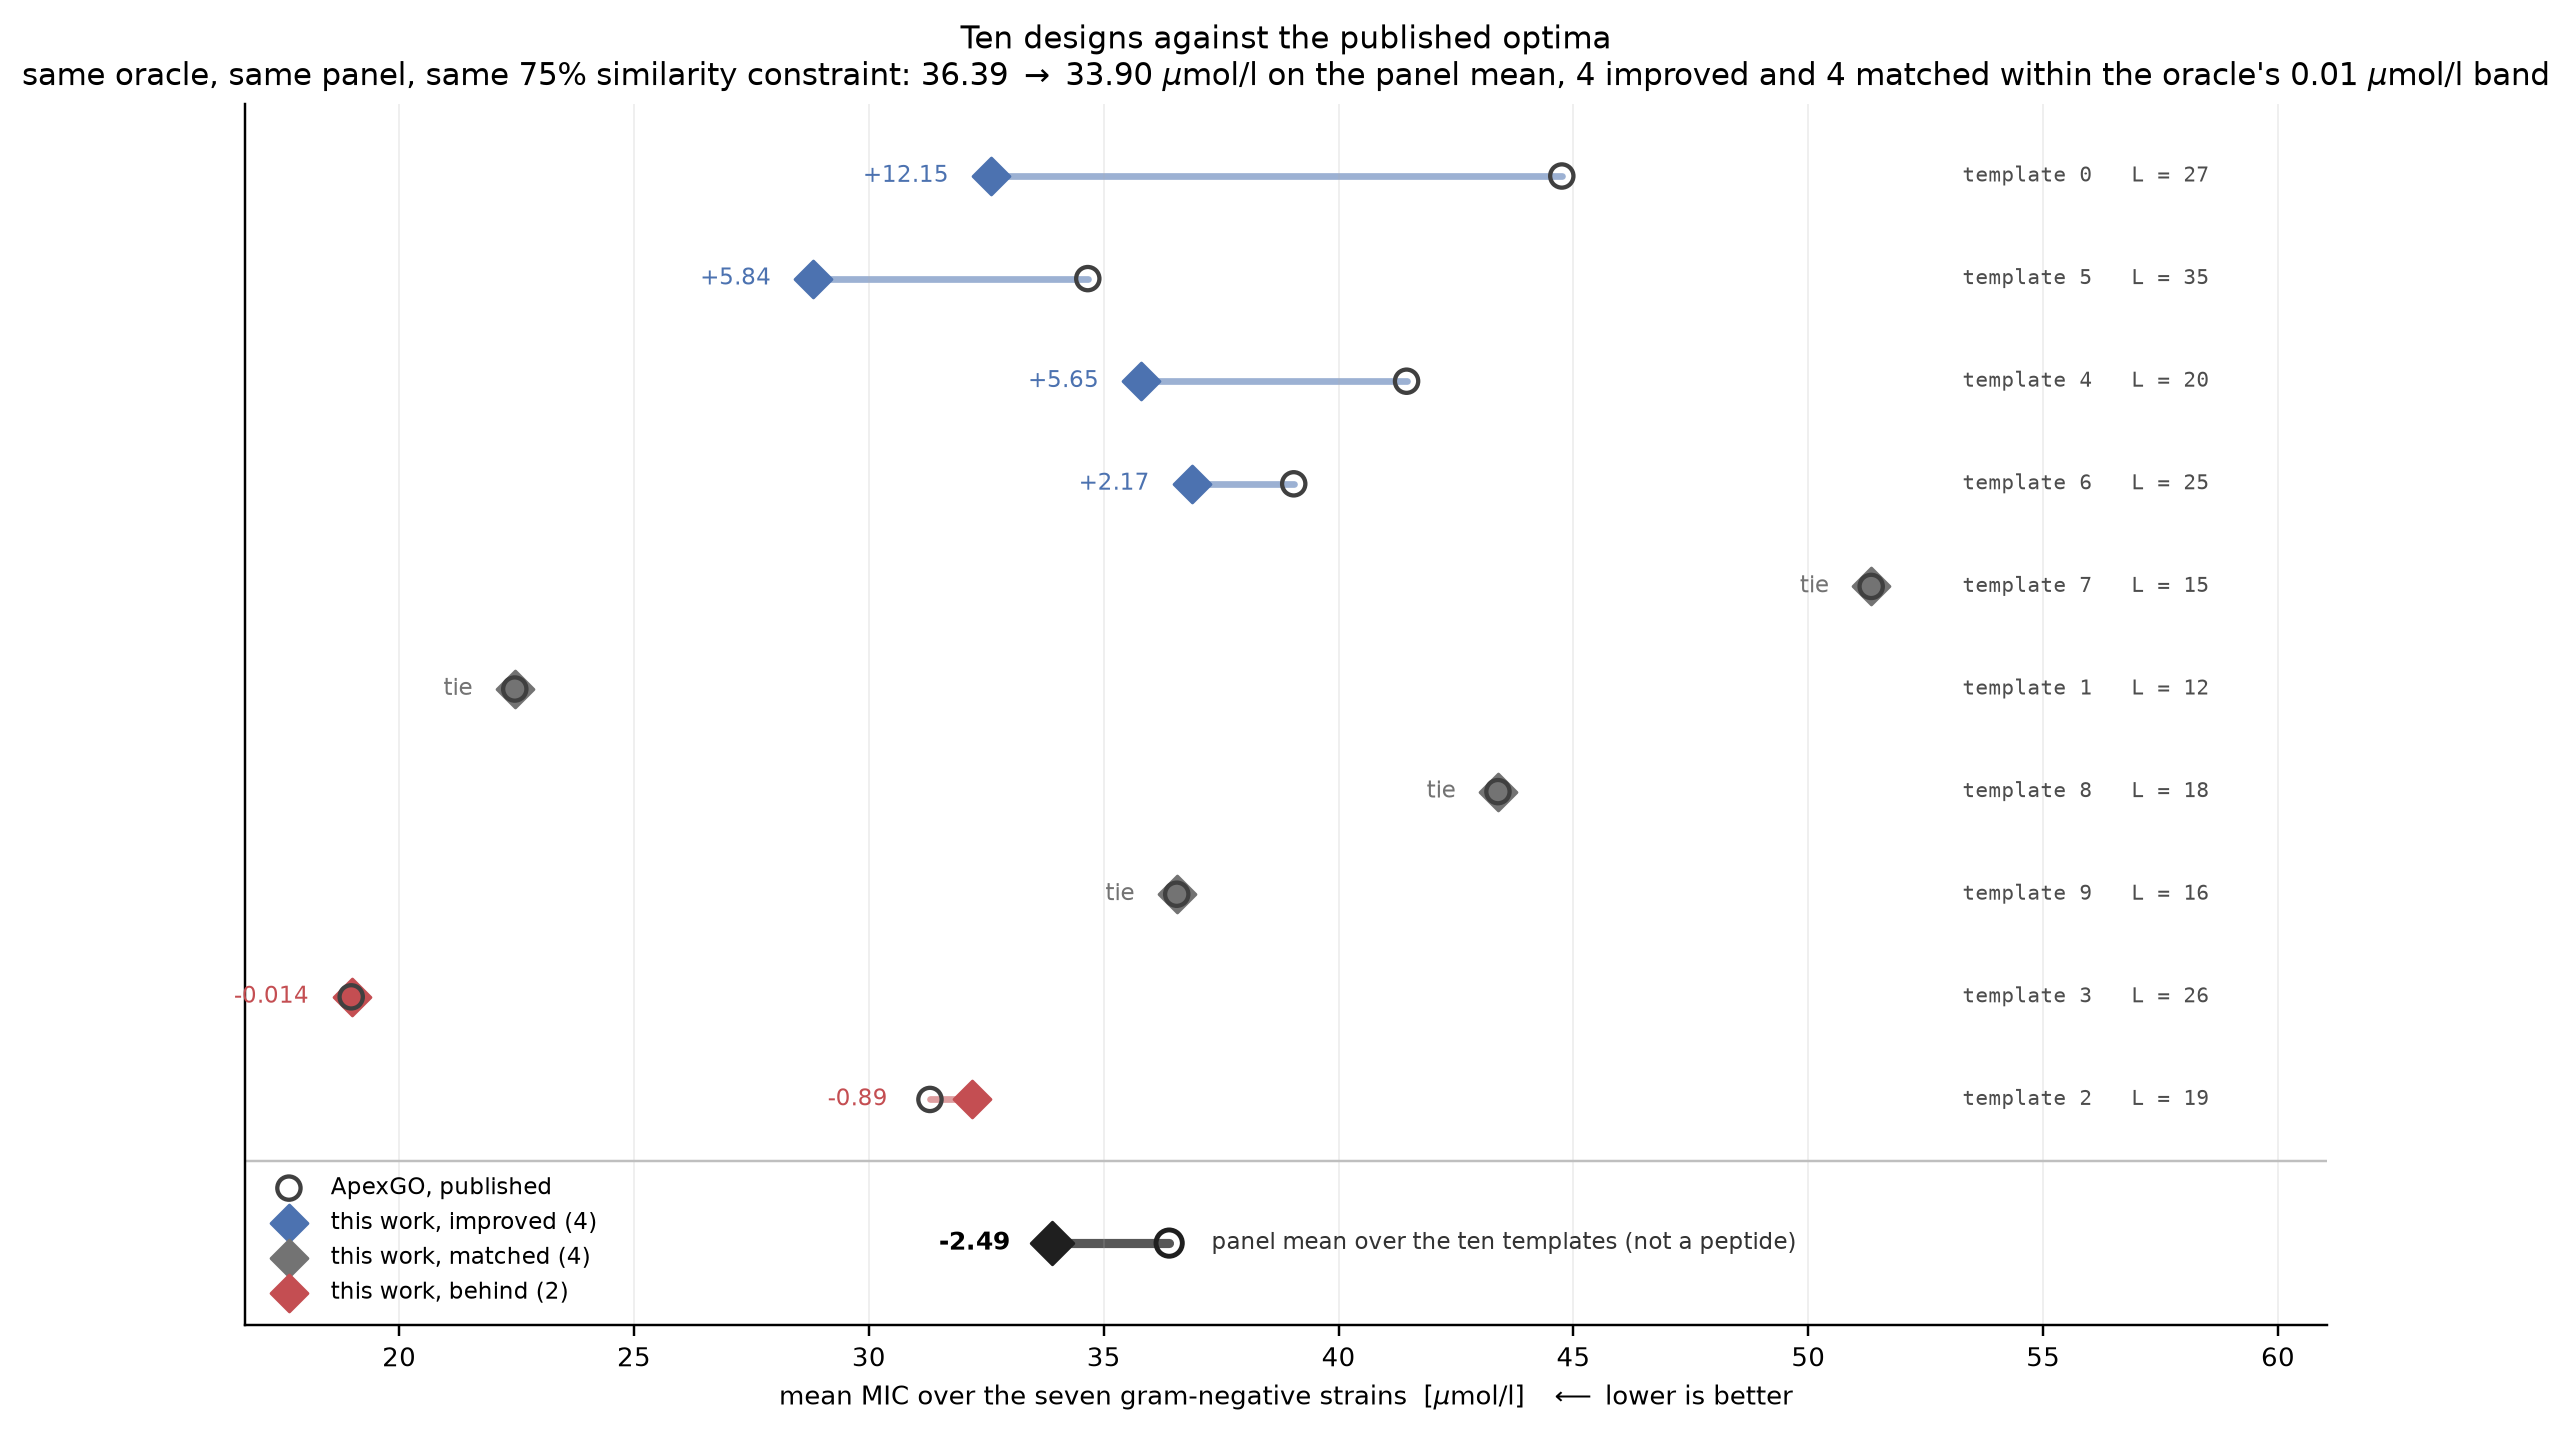 Ten designs against the published optima
same oracle, same panel, same 75% similarity constraint: 36.39 → 33.90 μmol/l on the panel mean, 4 improved and 4 matched within the oracle's 0.01 μmol/l band
+12.15 template 0 L = 27
+5.84 template 5 L = 35
+5.65 template 4 L = 20
+2.17 template 6 L = 25
tie template 7 L = 15
tie template 1 L = 12
tie template 8 L = 18
tie template 9 L = 16
-0.014 template 3 L = 26
-0.89 template 2 L = 19
ApexGO, published
this work, improved (4)
this work, matched (4)
this work, behind (2)
-2.49 panel mean over the ten templates (not a peptide)
20 25 30 35 40 45 50 55 60
mean MIC over the seven gram-negative strains [μmol/l] ⟵ lower is better